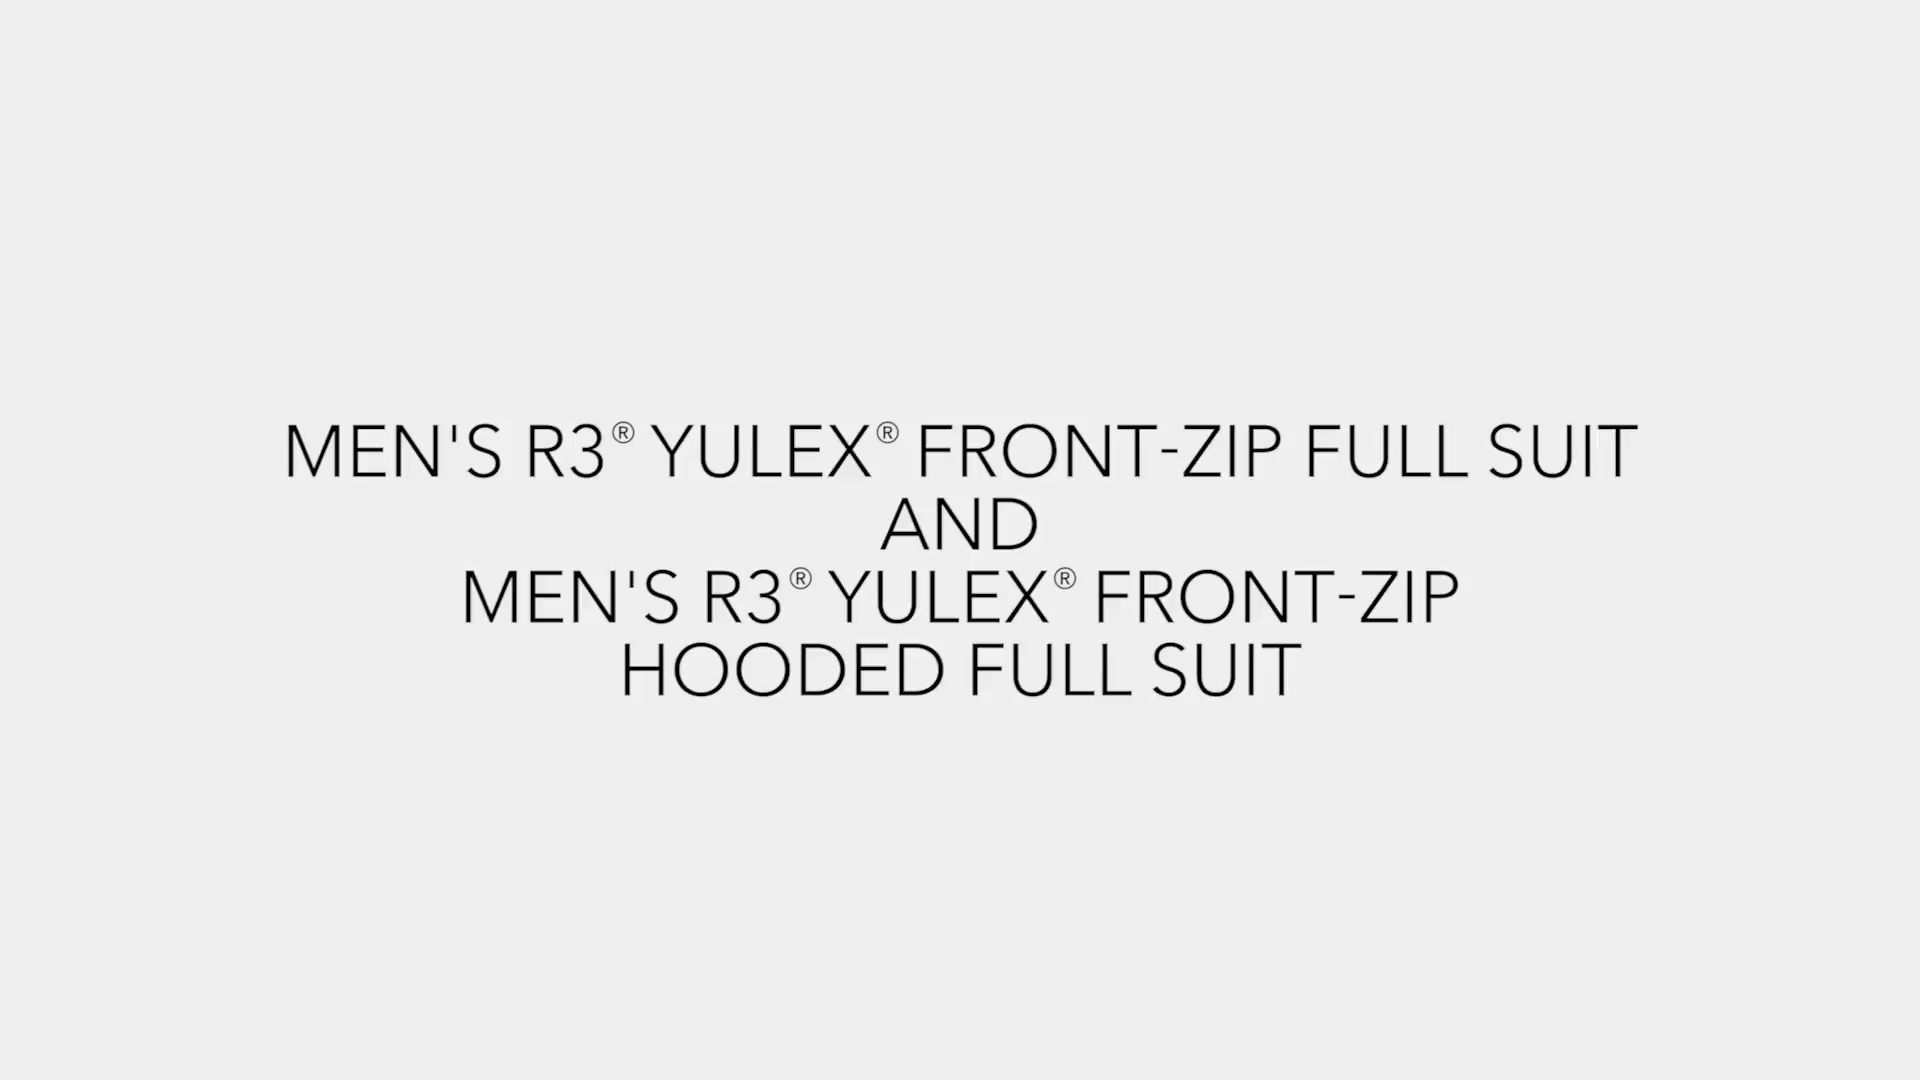 MEN'S R3® YULEX® FRONT-ZIP FULL SUIT
AND
MEN'S R3® YULEX® FRONT-ZIP
HOODED FULL SUIT